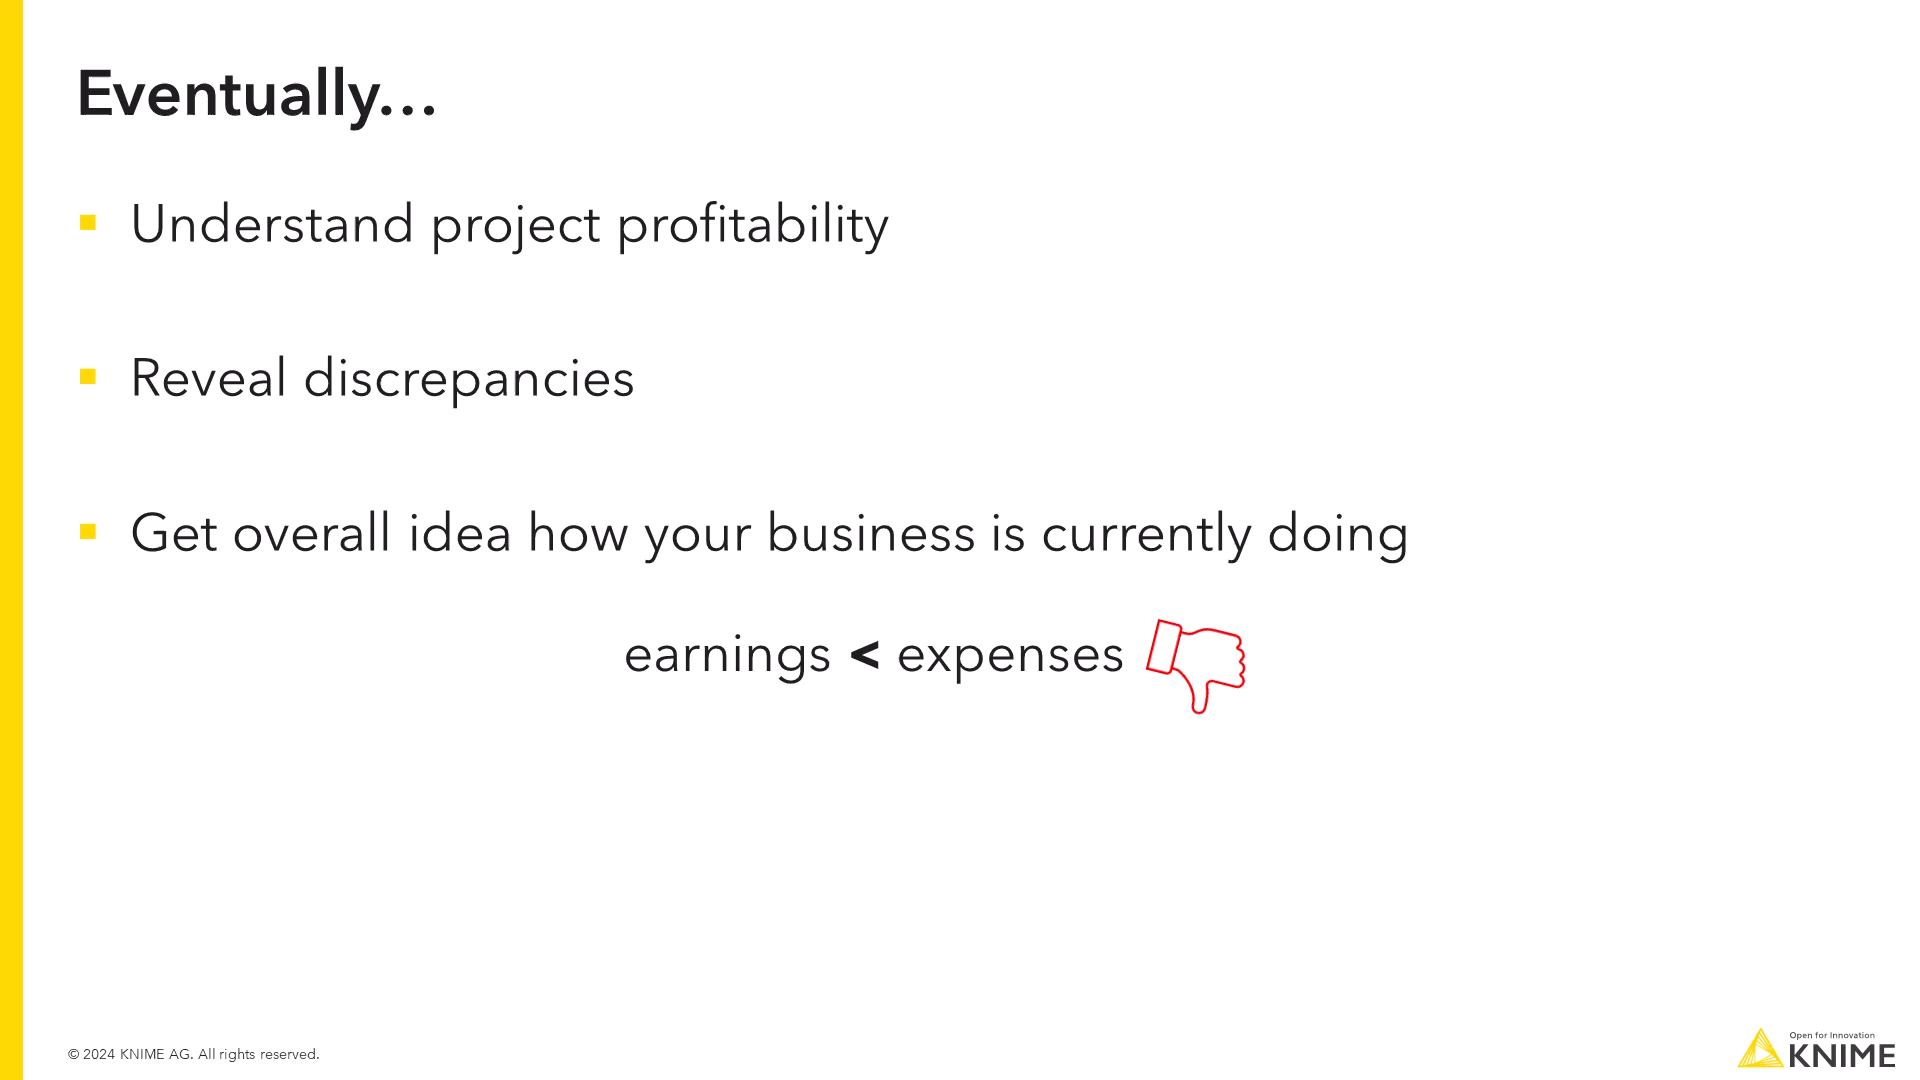 Eventually…
▪ Understand project profitability
▪ Reveal discrepancies
▪ Get overall idea how your business is currently doing
earnings < expenses
© 2024 KNIME AG. All rights reserved.
Open for Innovation
KNIME